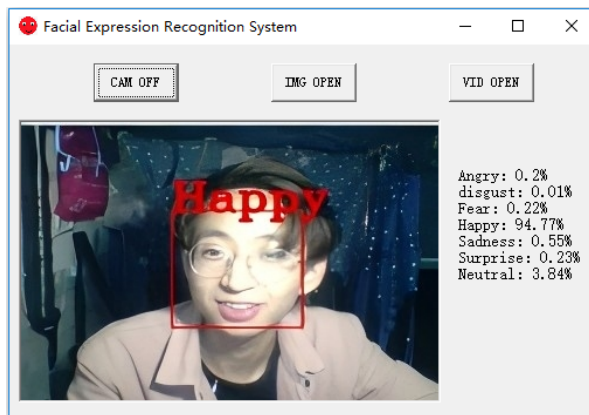 Facial Expression Recognition System
CAM OFF
IMG OPEN
VID OPEN
Happy
Angry: 0.2%
disgust: 0.01%
Fear: 0.22%
Happy: 94.77%
Sadness: 0.55%
Surprise: 0.23%
Neutral: 3.84%